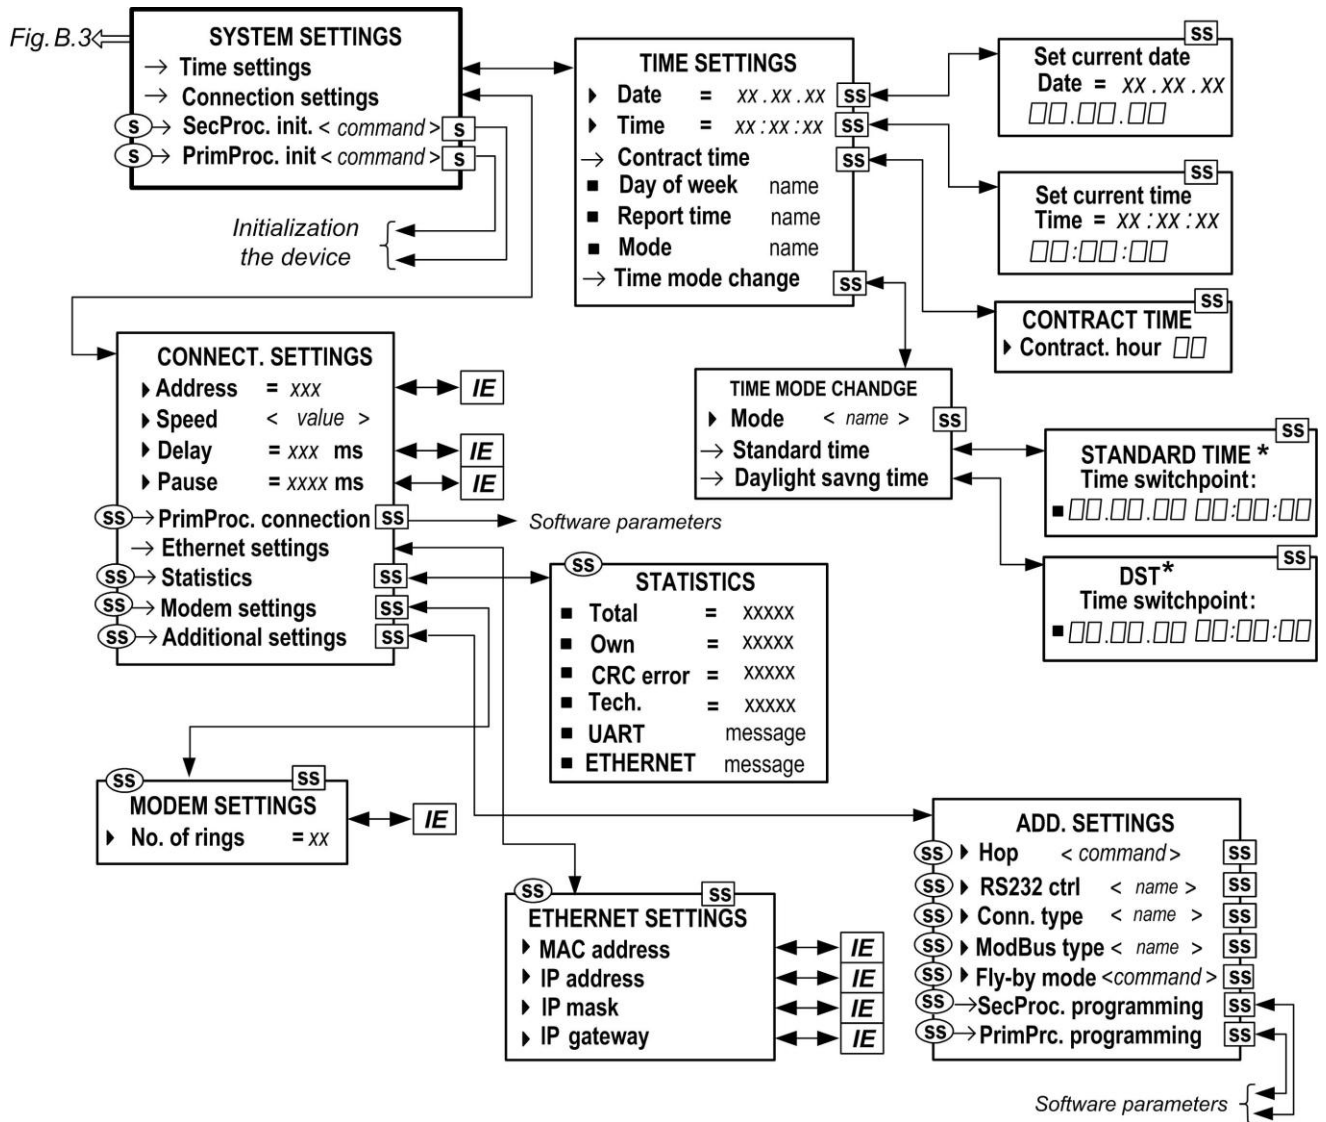 Fig. B.3
SYSTEM SETTINGS
→ Time settings
→ Connection settings
S → SecProc. init. < command > S
S → PrimProc. init < command > S
Initialization
the device
TIME SETTINGS
Date = xx.xx.xx SS
Time = xx:xx:xx SS
→ Contract time SS
■ Day of week name
■ Report time name
■ Mode name
→ Time mode change SS
SS
Set current date
Date = xx.xx.xx
□□.□□.□□
SS
Set current time
Time = xx:xx:xx
□□:□□:□□
SS
CONTRACT TIME
Contract. hour □□
TIME MODE CHANDGE
Mode < name > SS
→ Standard time
→ Daylight savng time
SS
STANDARD TIME *
Time switchpoint:
■ □□.□□.□□ □□:□□:□□
SS
DST*
Time switchpoint:
■ □□.□□.□□ □□:□□:□□
CONNECT. SETTINGS
Address = xxx IE
Speed < value >
Delay = xxx ms IE
Pause = xxxx ms IE
SS → PrimProc. connection SS Software parameters
→ Ethernet settings
SS → Statistics SS
SS → Modem settings SS
SS → Additional settings SS
SS
STATISTICS
■ Total = xxxxx
■ Own = xxxxx
■ CRC error = xxxxx
■ Tech. = xxxxx
■ UART message
■ ETHERNET message
SS SS
MODEM SETTINGS
No. of rings = xx IE
SS SS
ETHERNET SETTINGS
MAC address IE
IP address IE
IP mask IE
IP gateway IE
ADD. SETTINGS
SS Hop < command > SS
SS RS232 ctrl < name > SS
SS Conn. type < name > SS
SS ModBus type < name > SS
SS Fly-by mode <command> SS
SS → SecProc. programming SS
SS → PrimPrc. programming SS
Software parameters